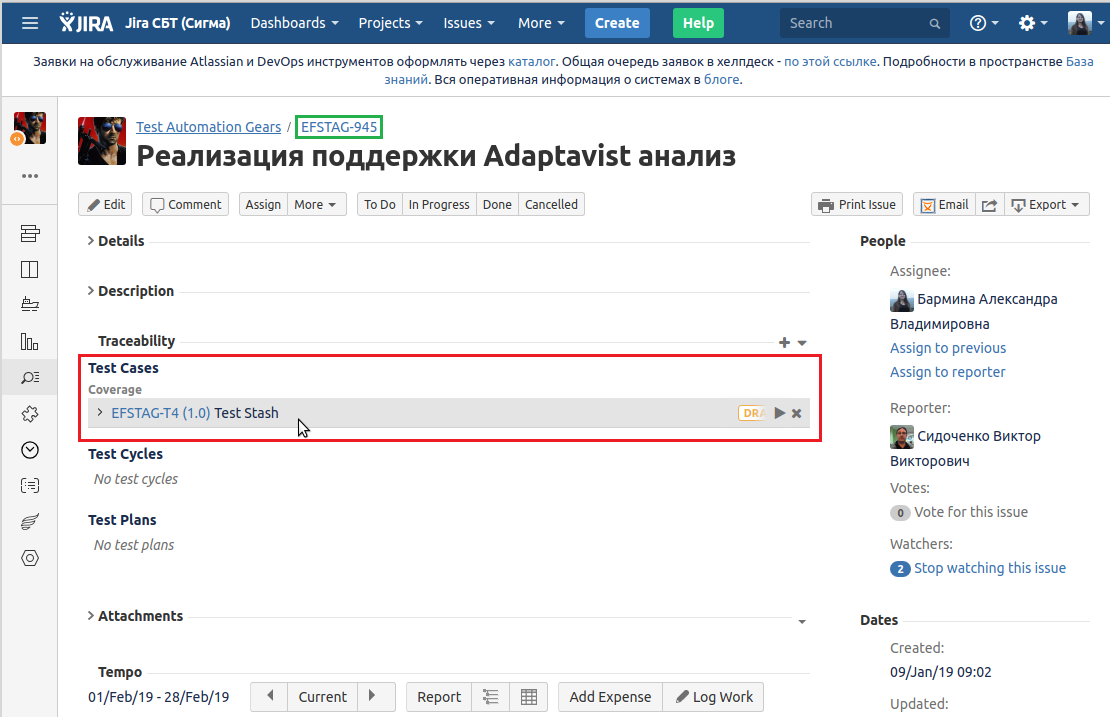 JIRA Jira СБТ (Сигма) Dashboards Projects Issues More Create Help Search
Заявки на обслуживание Atlassian и DevOps инструментов оформлять через каталог. Общая очередь заявок в хелпдеск - по этой ссылке. Подробности в пространстве База
знаний. Вся оперативная информация о системах в блоге.
Test Automation Gears / EFSTAG-945
Реализация поддержки Adaptavist анализ
Edit Comment Assign More To Do In Progress Done Cancelled Print Issue Email Export
Details
Description
Traceability
Test Cases
Coverage
EFSTAG-T4 (1.0) Test Stash DRA
Test Cycles
No test cycles
Test Plans
No test plans
Attachments
Tempo
01/Feb/19 - 28/Feb/19 Current Report Add Expense Log Work
People
Assignee:
Бармина Александра
Владимировна
Assign to previous
Assign to reporter
Reporter:
Сидоченко Виктор
Викторович
Votes:
0 Vote for this issue
Watchers:
2 Stop watching this issue
Dates
Created:
09/Jan/19 09:02
Updated: